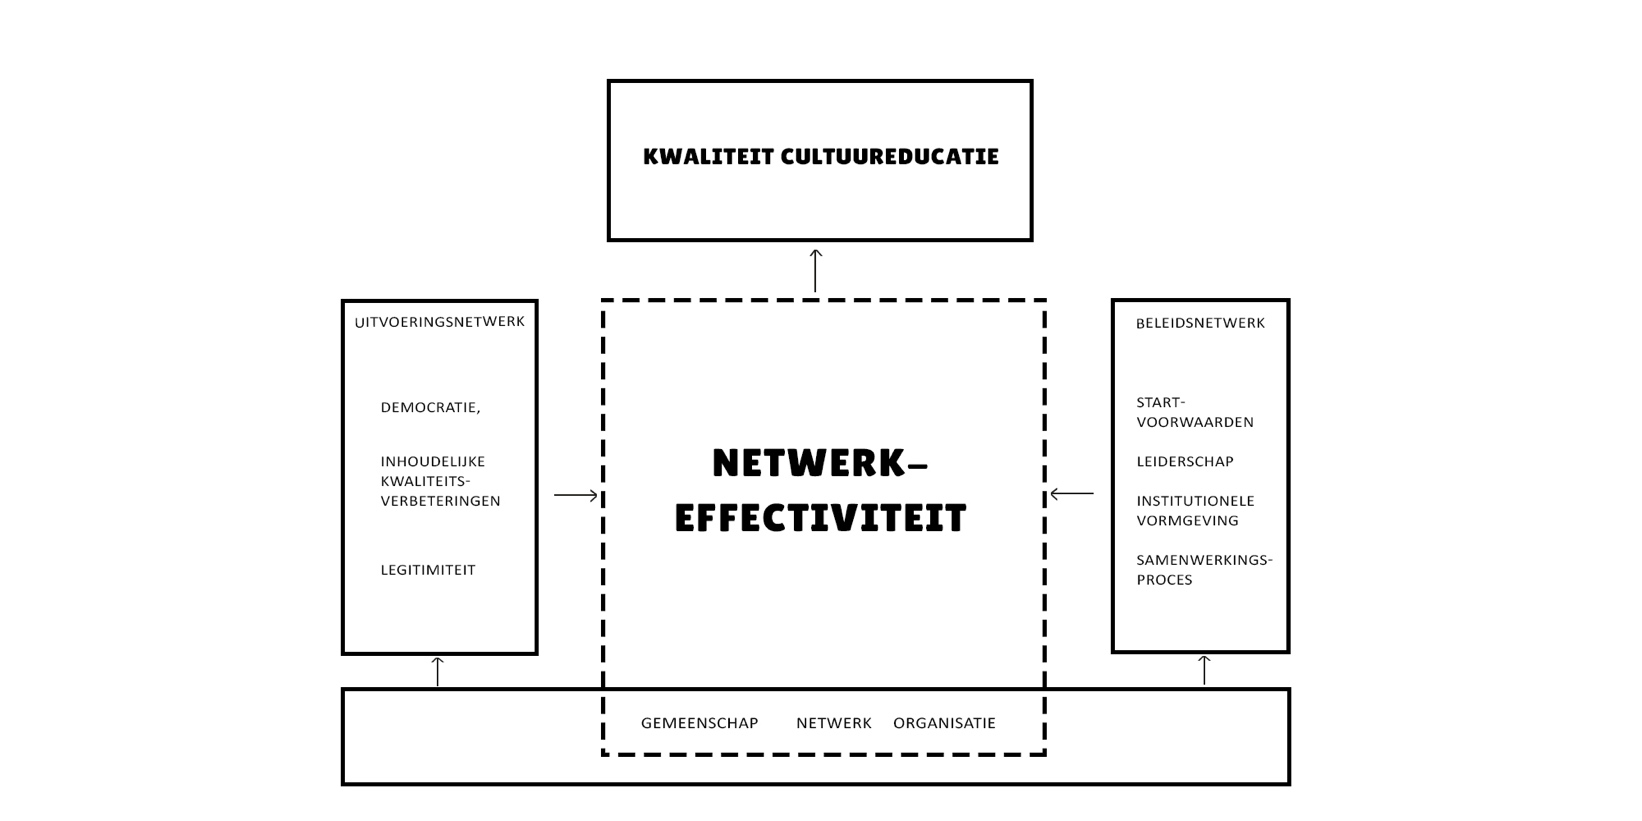 KWALITEIT CULTUUREDUCATIE
UITVOERINGSNETWERK
DEMOCRATIE,
INHOUDELIJKE
KWALITEITS-
VERBETERINGEN
LEGITIMITEIT
NETWERK-
EFFECTIVITEIT
BELEIDSNETWERK
START-
VOORWAARDEN
LEIDERSCHAP
INSTITUTIONELE
VORMGEVING
SAMENWERKINGS-
PROCES
GEMEENSCHAP NETWERK ORGANISATIE